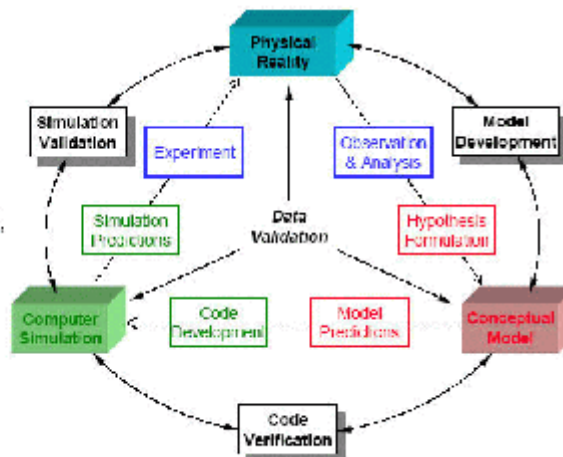 Physical
Reality
Simulation
Validation
Experiment
Observation
& Analysis
Model
Development
Simulation
Predictions
Data
Validation
Hypothesis
Formulation
Computer
Simulation
Code
Development
Model
Predictions
Conceptual
Model
Code
Verification